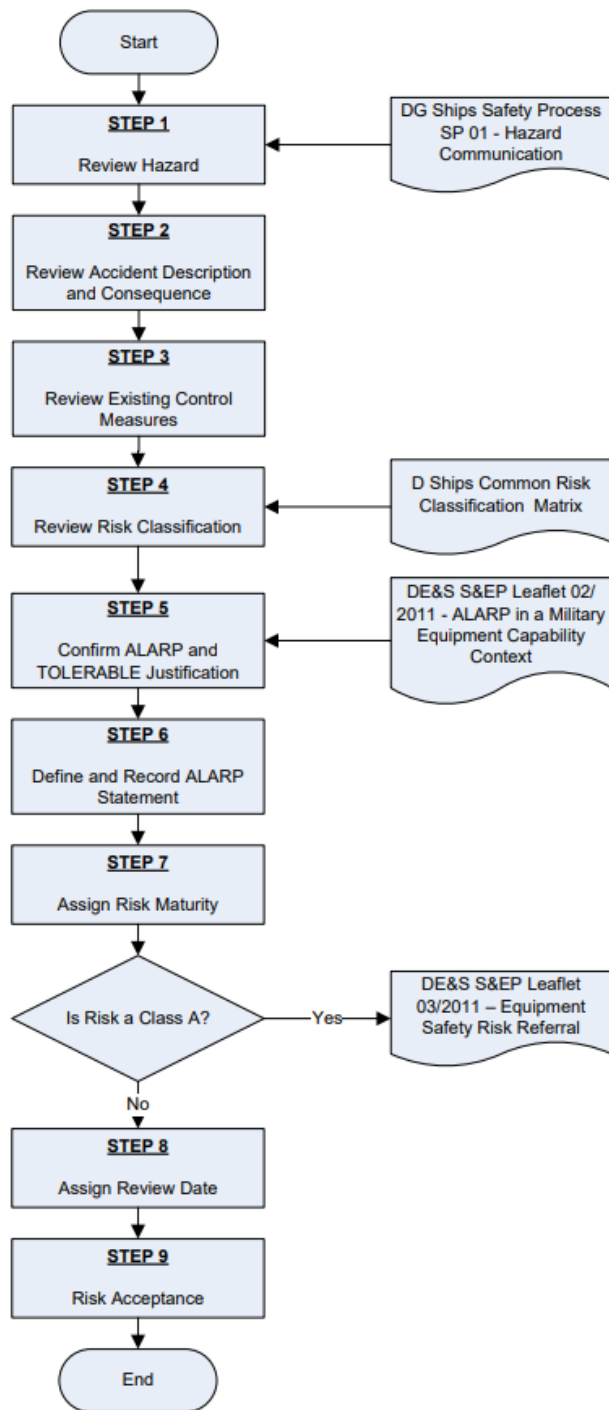 Start
STEP 1
Review Hazard
DG Ships Safety Process
SP 01 - Hazard
Communication
STEP 2
Review Accident Description
and Consequence
STEP 3
Review Existing Control
Measures
STEP 4
Review Risk Classification
D Ships Common Risk
Classification Matrix
STEP 5
Confirm ALARP and
TOLERABLE Justification
DE&S S&EP Leaflet 02/
2011 - ALARP in a Military
Equipment Capability
Context
STEP 6
Define and Record ALARP
Statement
STEP 7
Assign Risk Maturity
Is Risk a Class A?
Yes
DE&S S&EP Leaflet
03/2011 – Equipment
Safety Risk Referral
No
STEP 8
Assign Review Date
STEP 9
Risk Acceptance
End